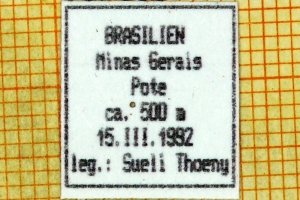 BRASILIEN
Minas Gerais
Pote
ca. 500 m
15.III.1992
leg.: Sueli Thoeny